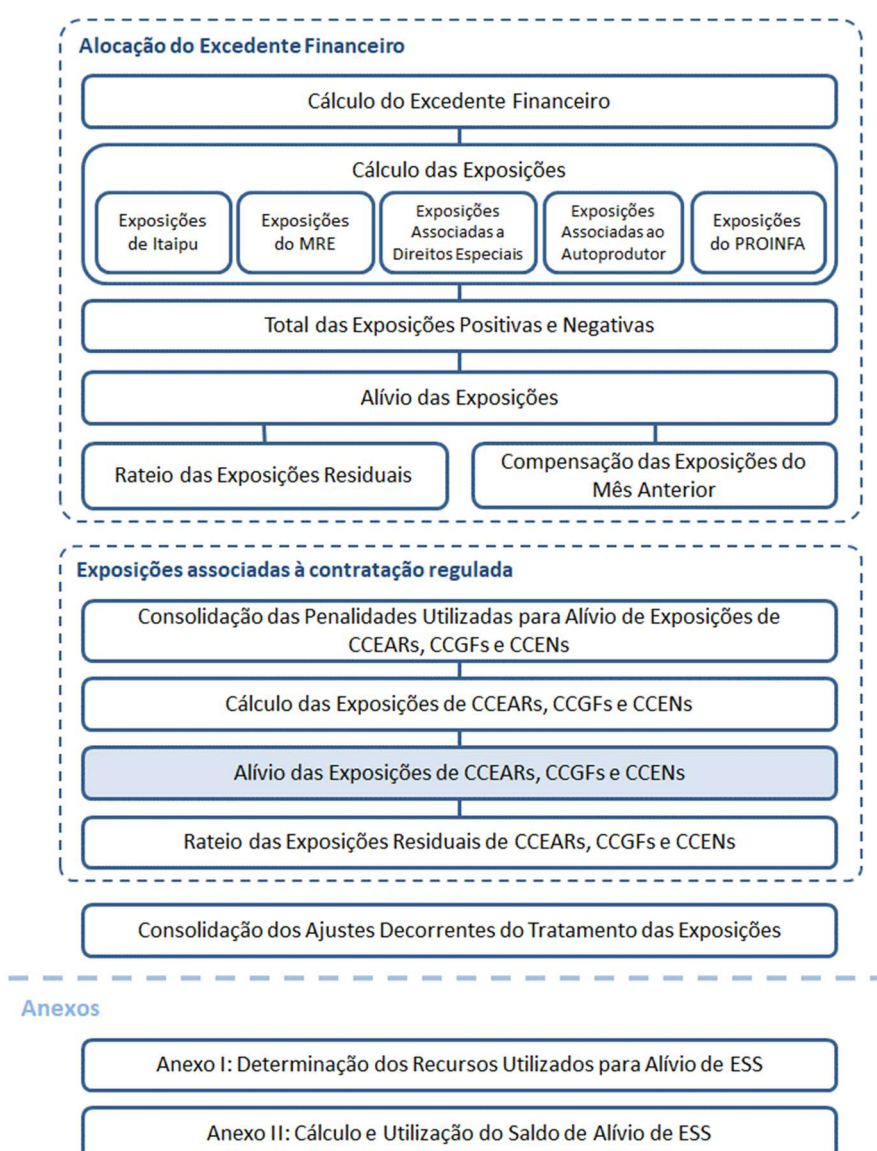 Alocação do Excedente Financeiro
Cálculo do Excedente Financeiro
Cálculo das Exposições
Exposições
de Itaipu
Exposições
do MRE
Exposições
Associadas a
Direitos Especiais
Exposições
Associadas ao
Autoprodutor
Exposições
do PROINFA
Total das Exposições Positivas e Negativas
Alívio das Exposições
Rateio das Exposições Residuais
Compensação das Exposições do
Mês Anterior
Exposições associadas à contratação regulada
Consolidação das Penalidades Utilizadas para Alívio de Exposições de
CCEARs, CCGFs e CCENs
Cálculo das Exposições de CCEARs, CCGFs e CCENs
Alívio das Exposições de CCEARs, CCGFs e CCENs
Rateio das Exposições Residuais de CCEARs, CCGFs e CCENs
Consolidação dos Ajustes Decorrentes do Tratamento das Exposições
Anexos
Anexo I: Determinação dos Recursos Utilizados para Alívio de ESS
Anexo II: Cálculo e Utilização do Saldo de Alívio de ESS